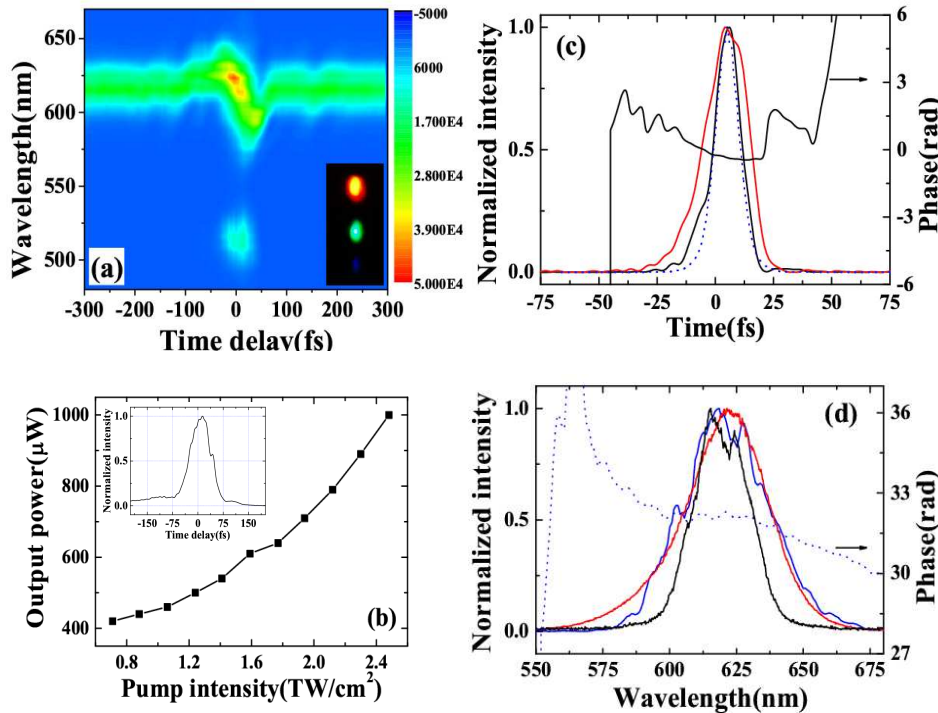 (a)
Wavelength(nm)
650
600
550
500
-300 -200 -100 0 100 200 300
Time delay(fs)
-5000
6000
1.700E4
2.800E4
3.900E4
5.000E4
(c)
Normalized intensity
1.0
0.5
0.0
Phase(rad)
6
3
0
-3
-6
-75 -50 -25 0 25 50 75
Time(fs)
(b)
Output power(μW)
1000
800
600
400
0.8 1.2 1.6 2.0 2.4
Pump intensity(TW/cm²)
Normalized intensity
1.0
0.5
0.0
-150 -75 0 75 150
Time delay(fs)
(d)
Normalized intensity
1.0
0.5
0.0
Phase(rad)
36
33
30
27
550 575 600 625 650 675
Wavelength(nm)